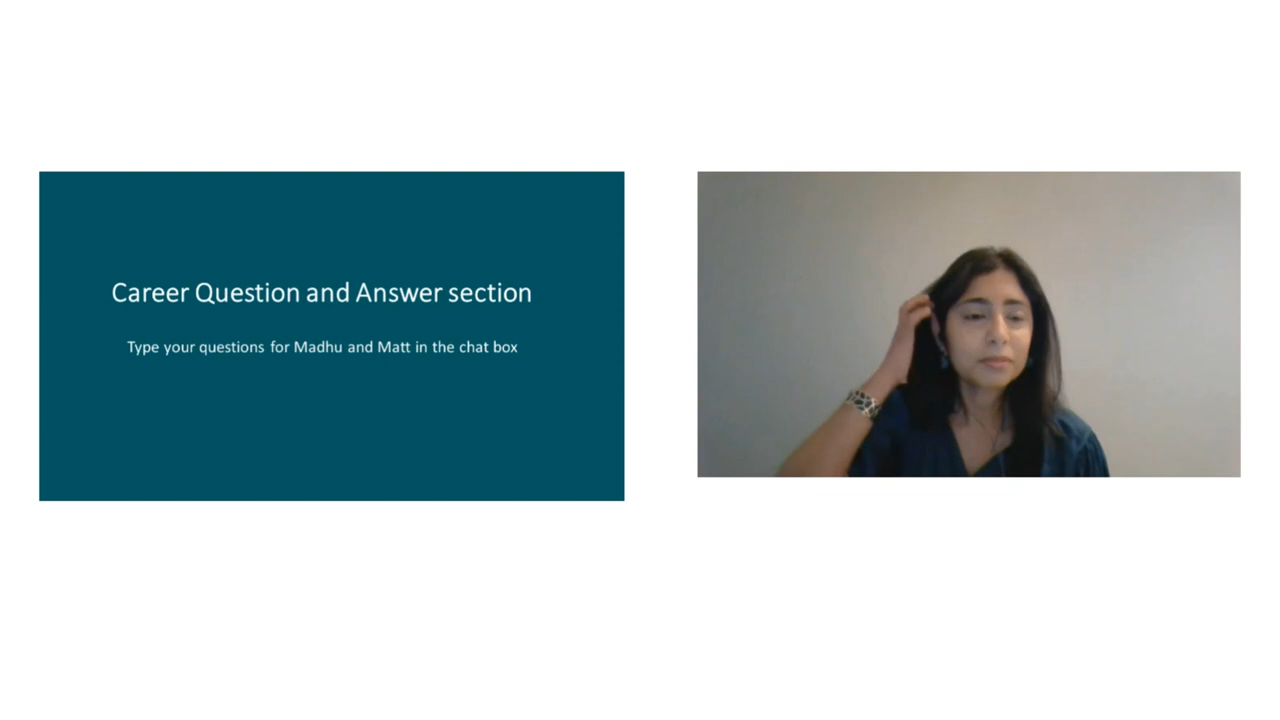 Career Question and Answer section
Type your questions for Madhu and Matt in the chat box